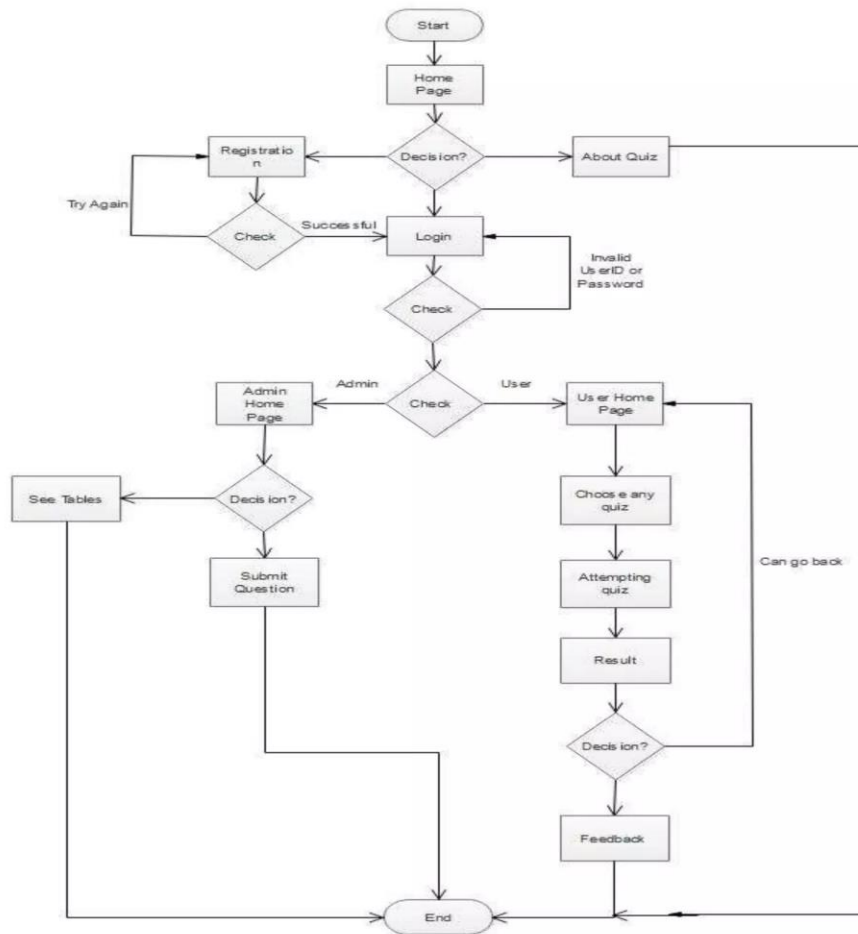 Start
Home
Page
Registratio
n
Decision?
About Quiz
Try Again
Check
Successful
Login
Invalid
UserID or
Password
Check
Admin
Home
Page
Admin
Check
User
User Home
Page
See Tables
Decision?
Choose any
quiz
Submit
Question
Attempting
quiz
Can go back
Result
Decision?
Feedback
End